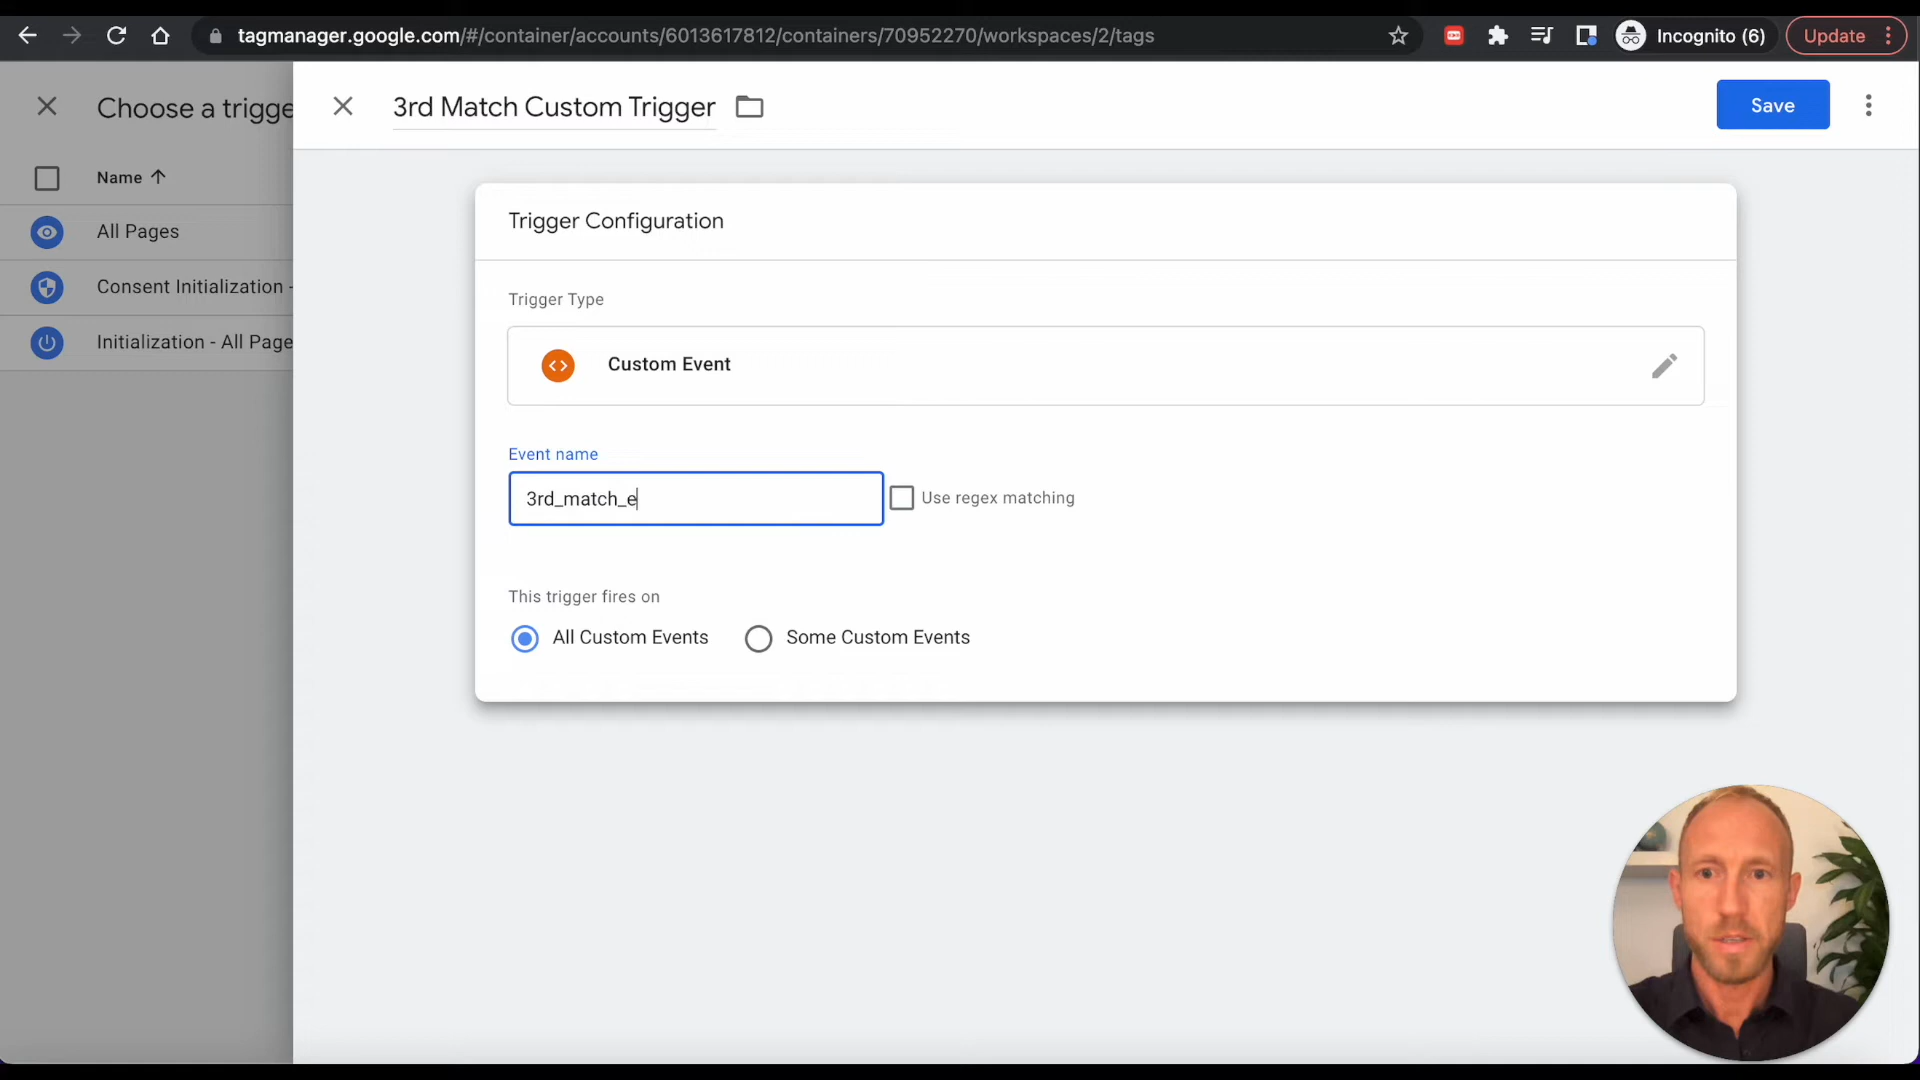 tagmanager.google.com/#/container/accounts/6013617812/containers/70952270/workspaces/2/tags
Incognito (6)
Update
Choose a trigge
3rd Match Custom Trigger
Save
Name
All Pages
Consent Initialization -
Initialization - All Page
Trigger Configuration
Trigger Type
Custom Event
Event name
3rd_match_e
Use regex matching
This trigger fires on
All Custom Events
Some Custom Events